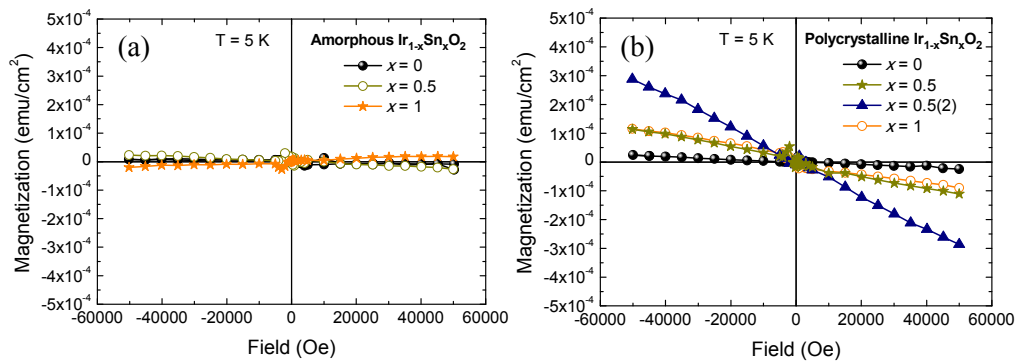 (a)
T = 5 K
Amorphous Ir1-xSnxO2
x = 0
x = 0.5
x = 1
5x10-4
4x10-4
3x10-4
2x10-4
1x10-4
0
-1x10-4
-2x10-4
-3x10-4
-4x10-4
-5x10-4
Magnetization (emu/cm2)
-60000 -40000 -20000 0 20000 40000 60000
Field (Oe)
(b)
T = 5 K
Polycrystalline Ir1-xSnxO2
x = 0
x = 0.5
x = 0.5(2)
x = 1
5x10-4
4x10-4
3x10-4
2x10-4
1x10-4
0
-1x10-4
-2x10-4
-3x10-4
-4x10-4
-5x10-4
Magnetization (emu/cm2)
-60000 -40000 -20000 0 20000 40000 60000
Field (Oe)